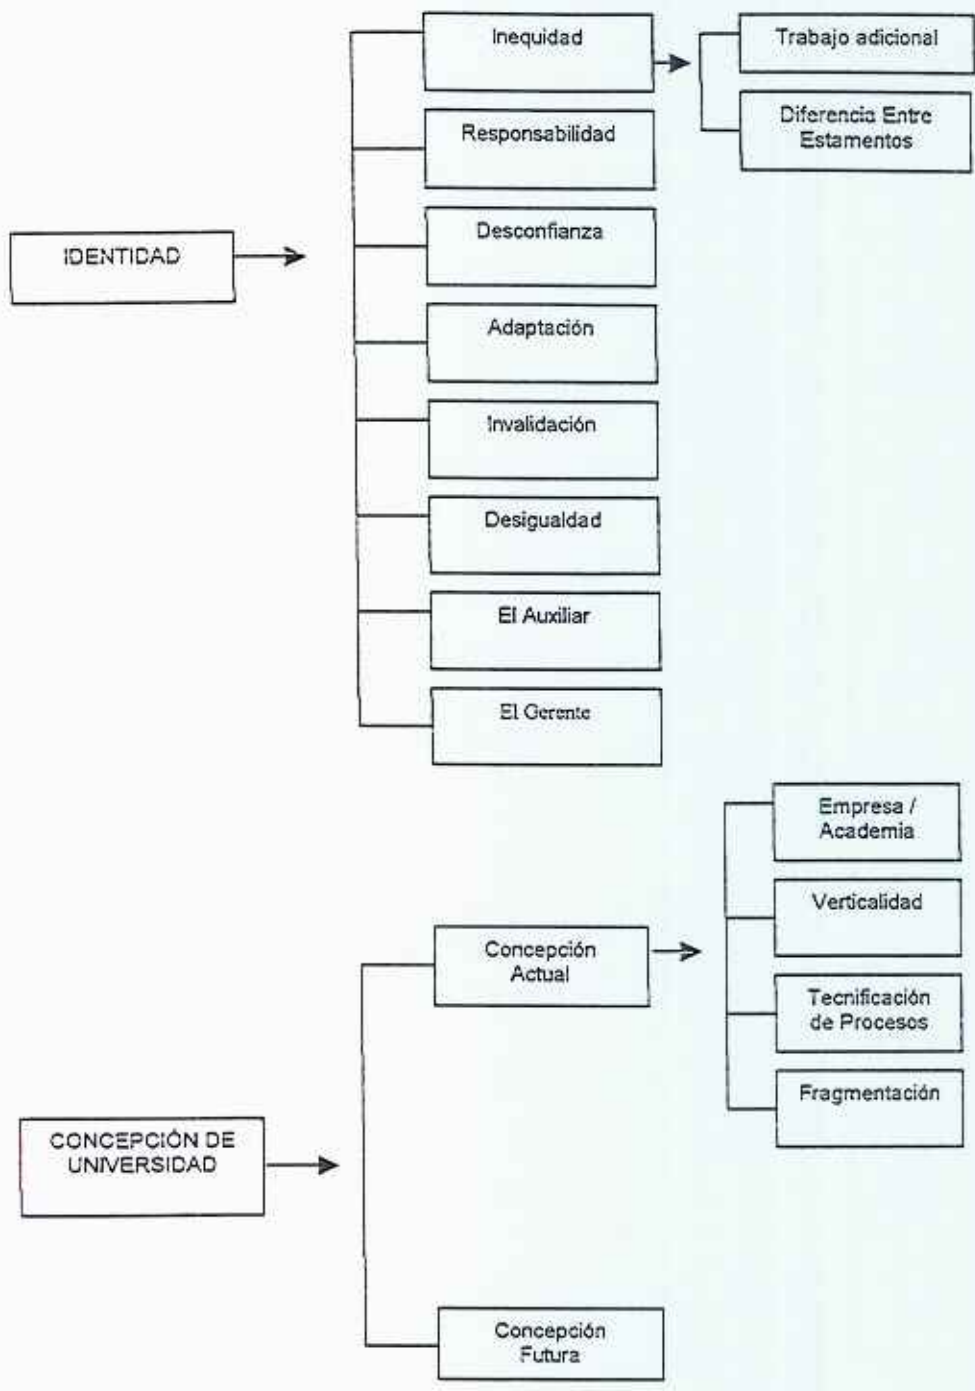 Inequidad
Trabajo adicional
Diferencia Entre
Estamentos
Responsabilidad
Desconfianza
IDENTIDAD
Adaptación
Invalidación
Desigualdad
El Auxiliar
El Gerente
Empresa /
Academia
Verticalidad
Concepción
Actual
Tecnificación
de Procesos
Fragmentación
CONCEPCIÓN DE
UNIVERSIDAD
Concepción
Futura